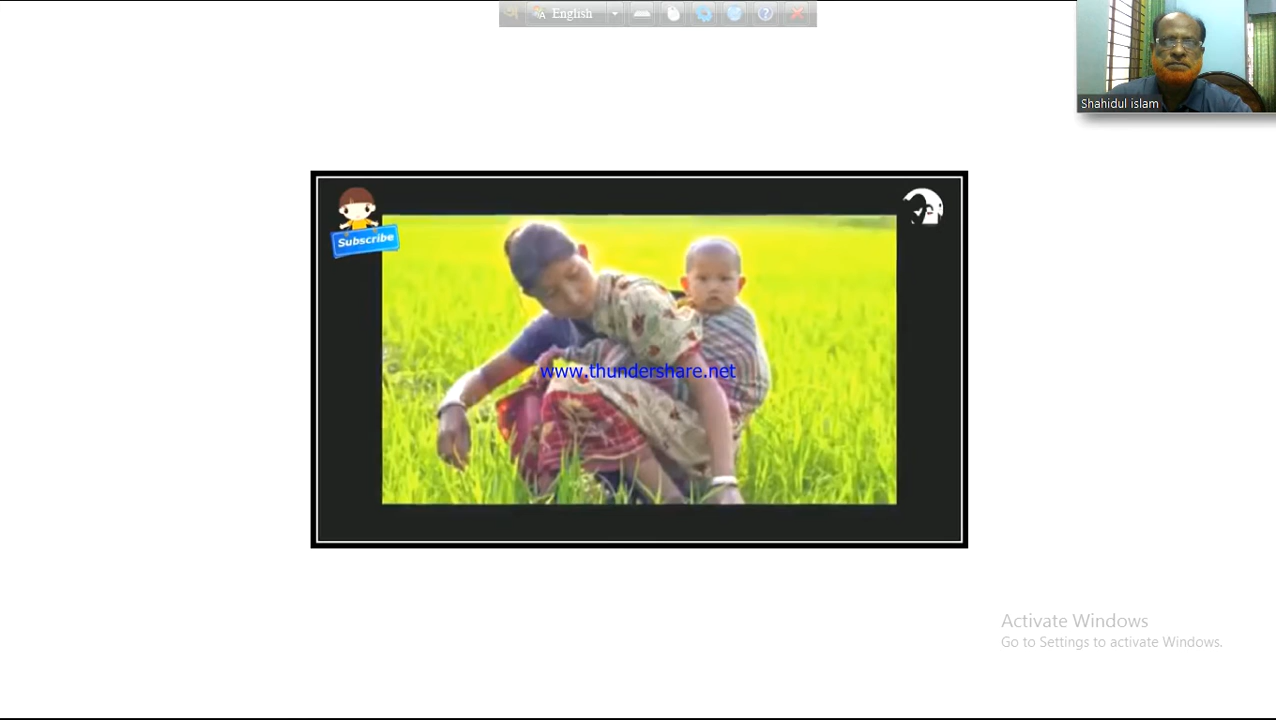 English
Shahidul islam
Subscribe
www.thundershare.net
Activate Windows
Go to Settings to activate Windows.